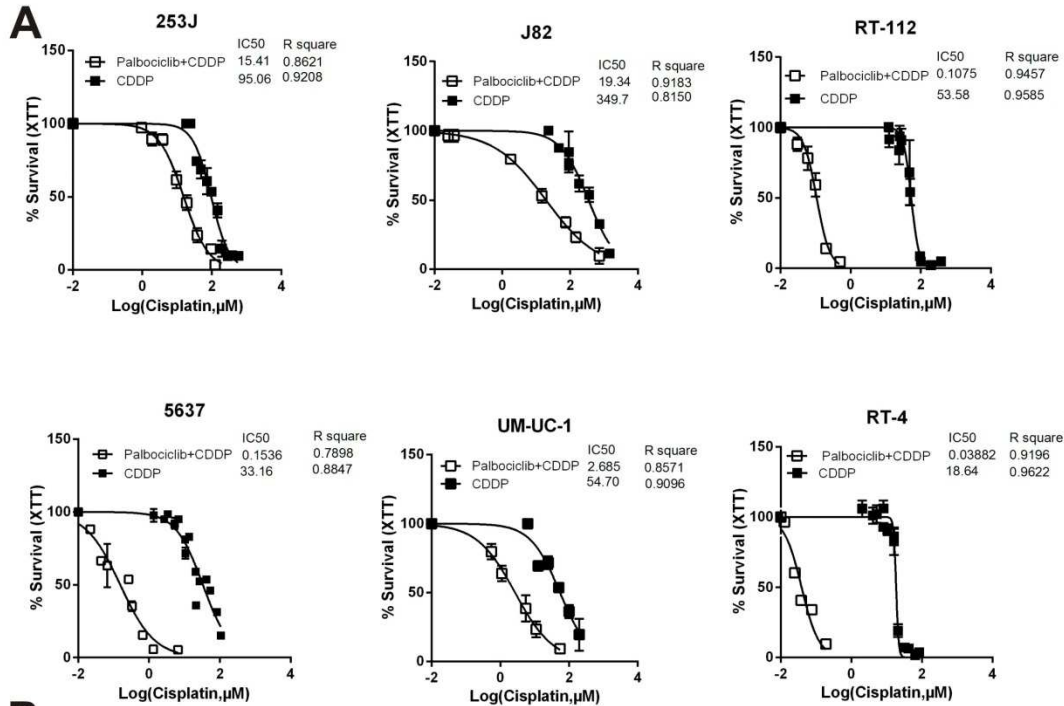 A
253J
IC50 R square
Palbociclib+CDDP 15.41 0.8621
CDDP 95.06 0.9208
150
100
50
0
% Survival (XTT)
-2 0 2 4
Log(Cisplatin,µM)
J82
IC50 R square
Palbociclib+CDDP 19.34 0.9183
CDDP 349.7 0.8150
150
100
50
0
% Survival (XTT)
-2 0 2 4
Log(Cisplatin,µM)
RT-112
IC50 R square
Palbociclib+CDDP 0.1075 0.9457
CDDP 53.58 0.9585
150
100
50
0
% Survival (XTT)
-2 0 2 4
Log(Cisplatin,µM)
5637
IC50 R square
Palbociclib+CDDP 0.1536 0.7898
CDDP 33.16 0.8847
150
100
50
0
% Survival (XTT)
-2 0 2 4
Log(Cisplatin,µM)
UM-UC-1
IC50 R square
Palbociclib+CDDP 2.685 0.8571
CDDP 54.70 0.9096
150
100
50
0
% Survival (XTT)
-2 0 2 4
Log(Cisplatin,µM)
RT-4
IC50 R square
Palbociclib+CDDP 0.03882 0.9196
CDDP 18.64 0.9622
150
100
50
0
% Survival (XTT)
-2 0 2 4
Log(Cisplatin,µM)